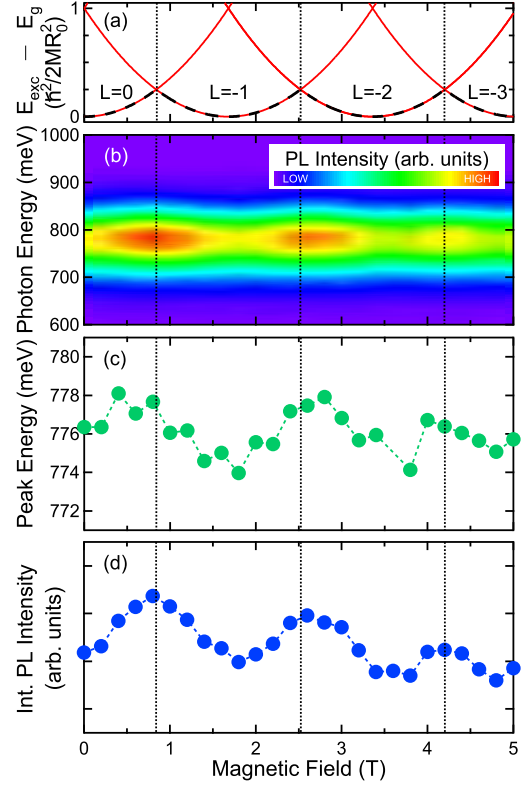 E_exc − E_g
(ħ²/2MR₀²)
1
0
(a)
L=0
L=-1
L=-2
L=-3
Photon Energy (meV)
1000
900
800
700
600
(b)
PL Intensity (arb. units)
LOW
HIGH
Peak Energy (meV)
780
778
776
774
772
(c)
Int. PL Intensity
(arb. units)
(d)
0
1
2
3
4
5
Magnetic Field (T)